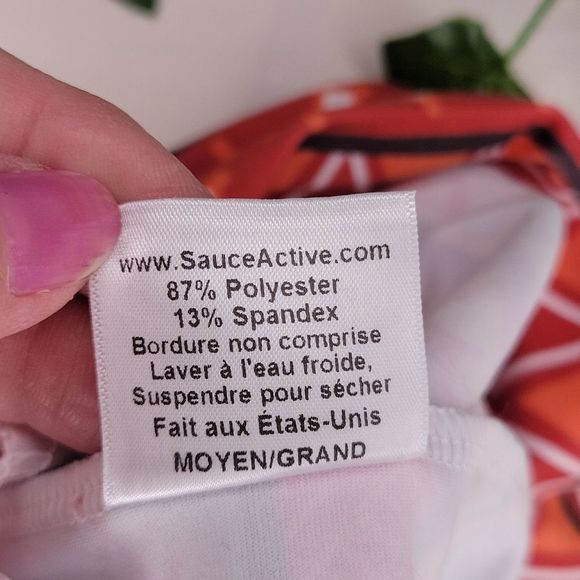 www.SauceActive.com
87% Polyester
13% Spandex
Bordure non comprise
Laver à l'eau froide,
Suspendre pour sécher
Fait aux États-Unis
MOYEN/GRAND